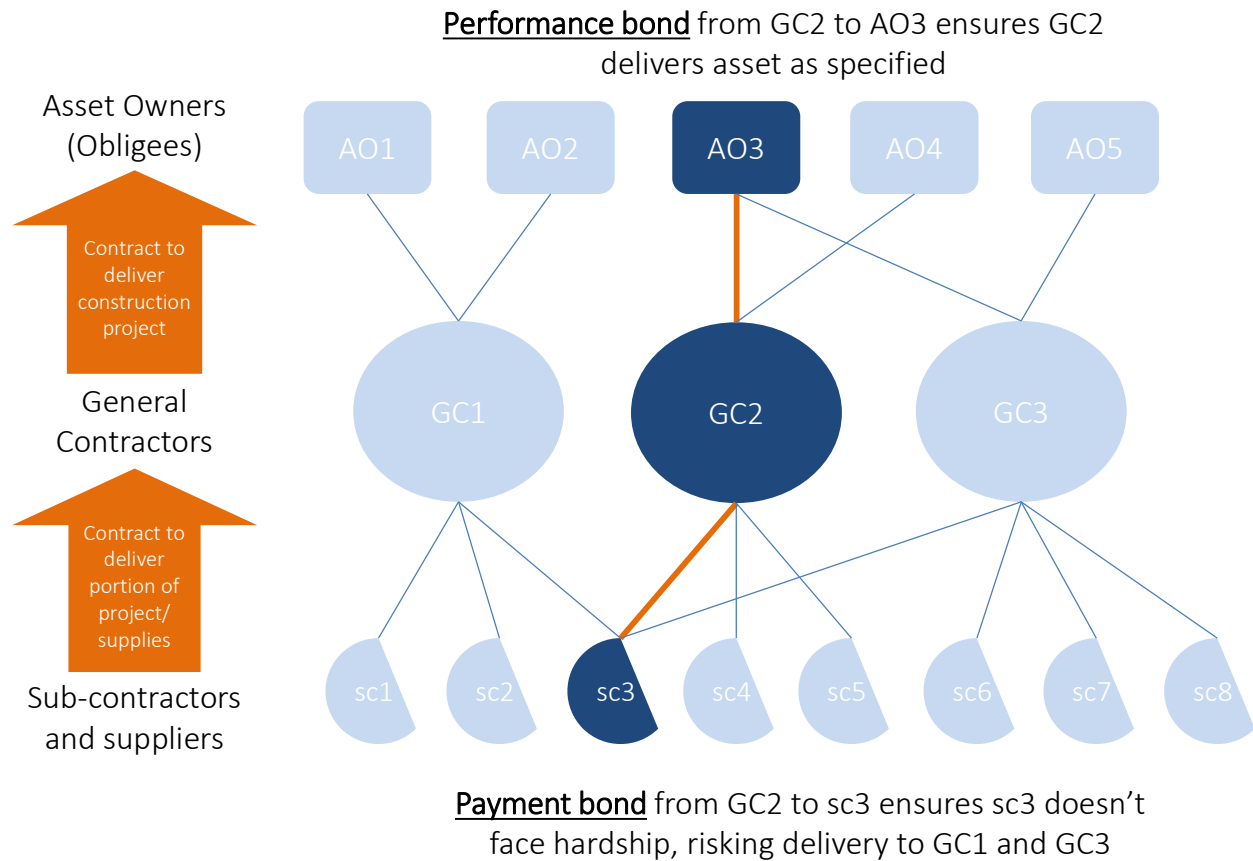 Performance bond from GC2 to AO3 ensures GC2
delivers asset as specified
Asset Owners
(Obligees)
AO1
AO2
AO3
AO4
AO5
Contract to
deliver
construction
project
General
Contractors
GC1
GC2
GC3
Contract to
deliver
portion of
project/
supplies
Sub-contractors
and suppliers
sc1
sc2
sc3
sc4
sc5
sc6
sc7
sc8
Payment bond from GC2 to sc3 ensures sc3 doesn’t
face hardship, risking delivery to GC1 and GC3